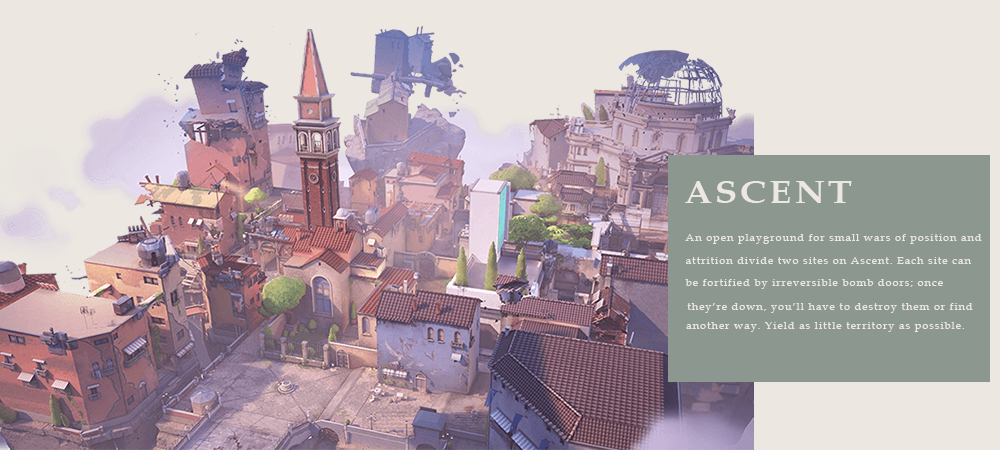 ASCENT
An open playground for small wars of position and
attrition divide two sites on Ascent. Each site can
be fortified by irreversible bomb doors; once
they’re down, you’ll have to destroy them or find
another way. Yield as little territory as possible.